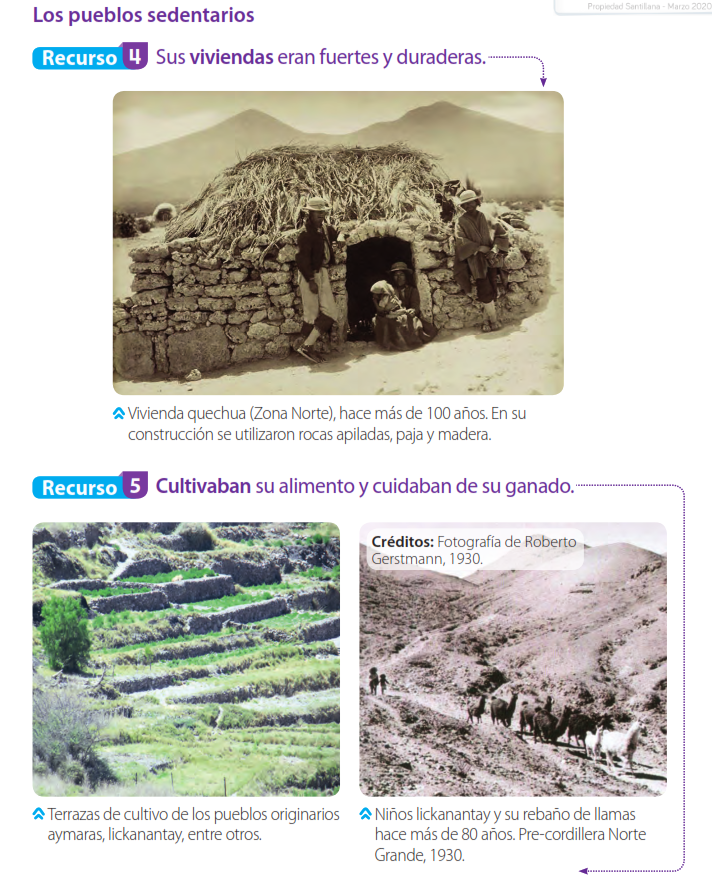 Propiedad Santillana - Marzo 2020
Los pueblos sedentarios
Recurso 4 Sus viviendas eran fuertes y duraderas.
Vivienda quechua (Zona Norte), hace más de 100 años. En su
construcción se utilizaron rocas apiladas, paja y madera.
Recurso 5 Cultivaban su alimento y cuidaban de su ganado.
Créditos: Fotografía de Roberto
Gerstmann, 1930.
Terrazas de cultivo de los pueblos originarios
aymaras, lickanantay, entre otros.
Niños lickanantay y su rebaño de llamas
hace más de 80 años. Pre-cordillera Norte
Grande, 1930.